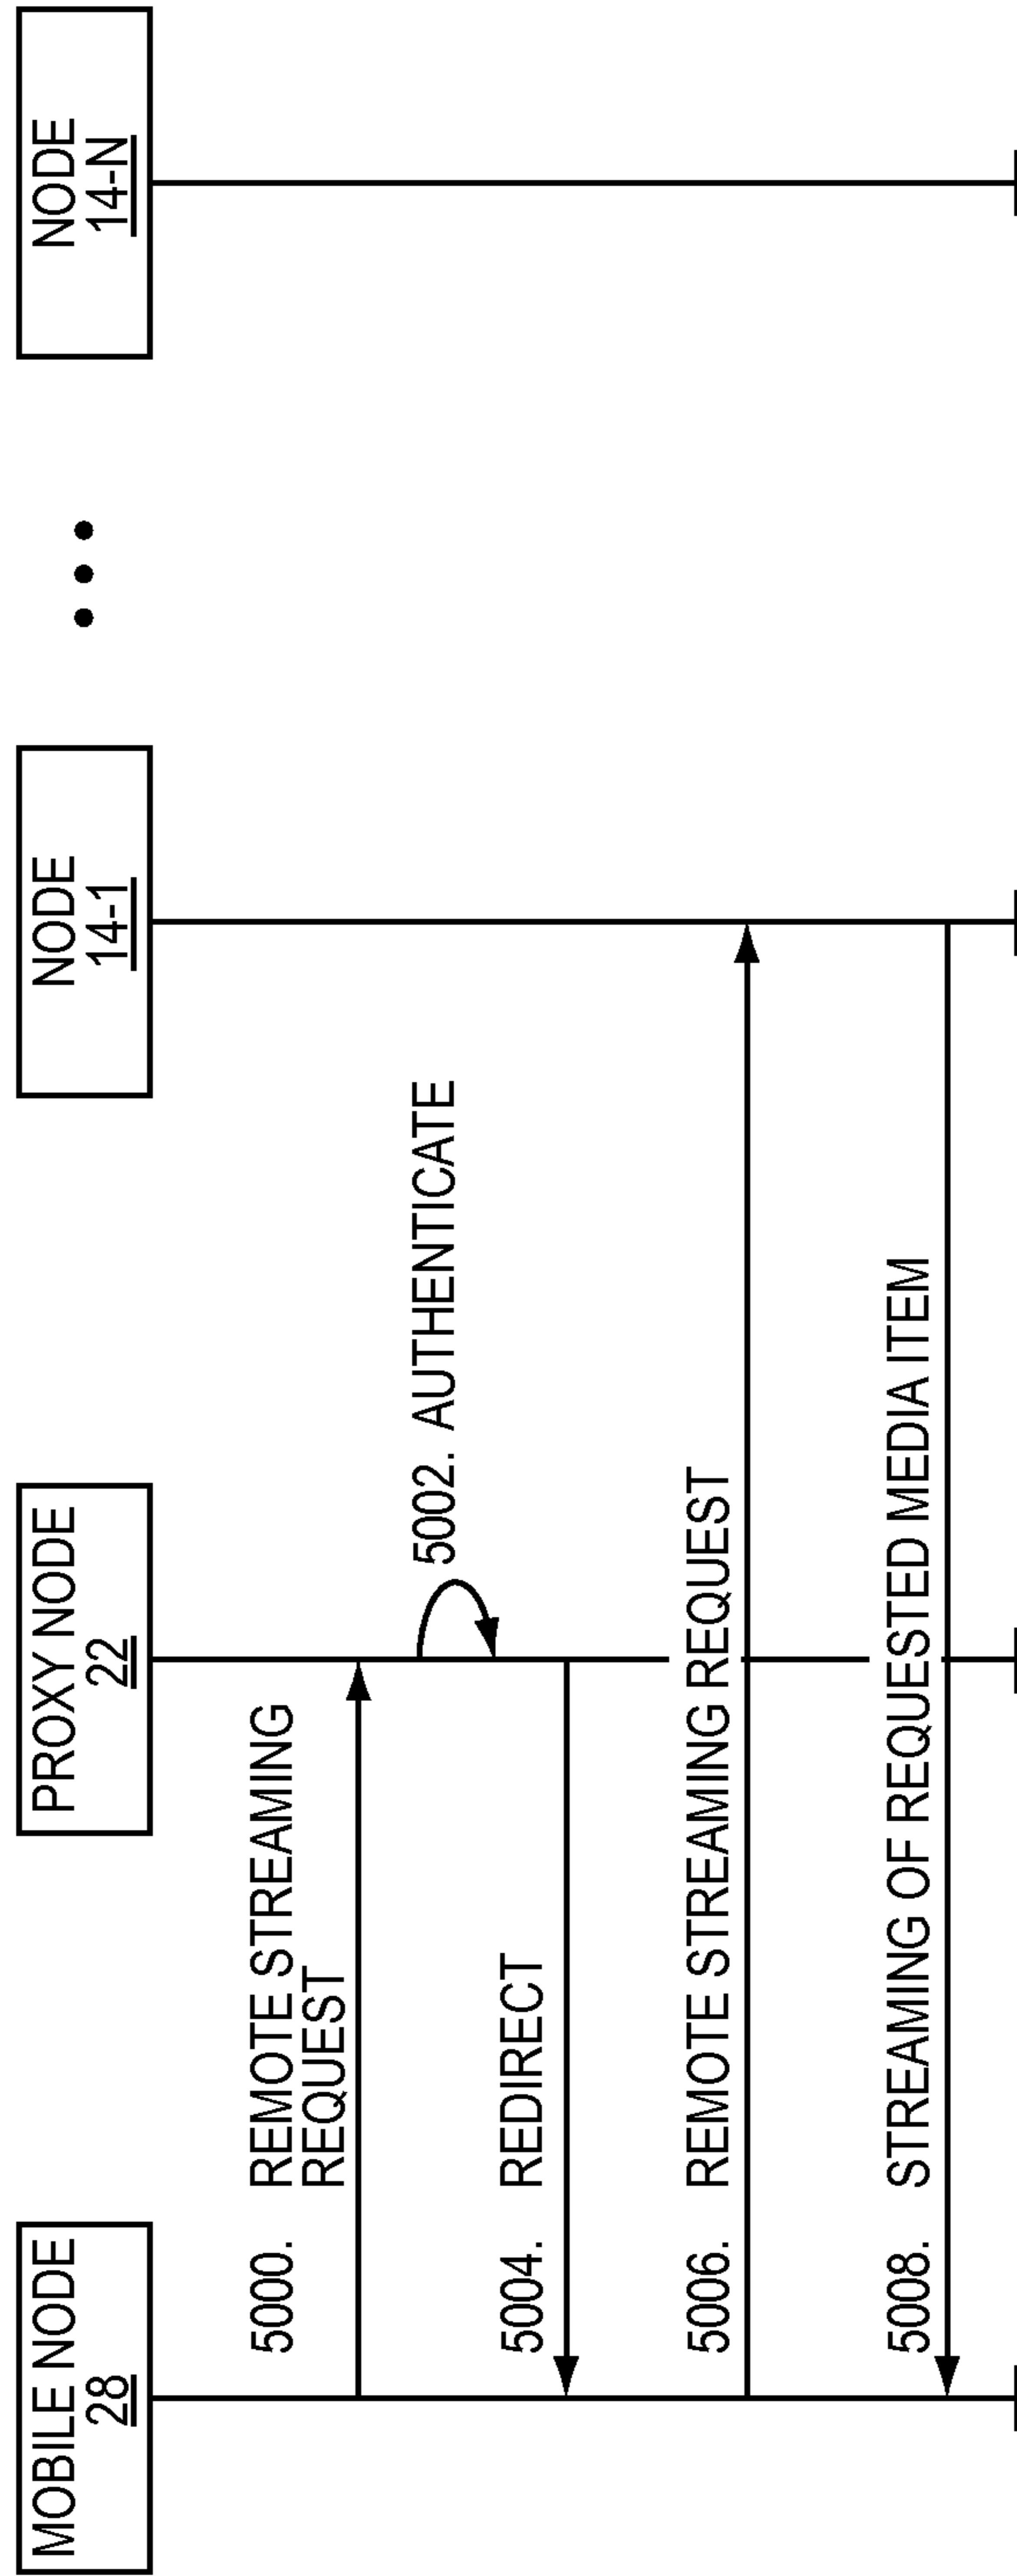 MOBILE NODE
28
PROXY NODE
22
NODE
14-1
NODE
14-N
5000. REMOTE STREAMING
REQUEST
5002. AUTHENTICATE
5004. REDIRECT
5006. REMOTE STREAMING REQUEST
5008. STREAMING OF REQUESTED MEDIA ITEM